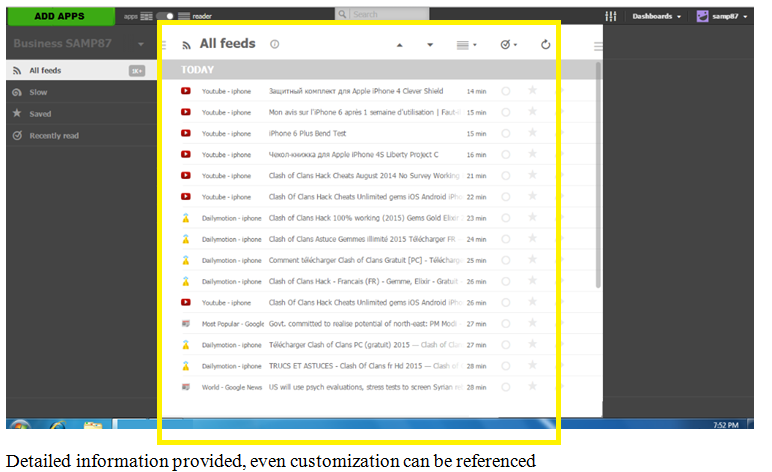 ADD APPS apps reader Search Dashboards samp87
Business SAMP87 All feeds
All feeds 1K+ TODAY
Slow
Saved
Recently read
Youtube - iphone Защитный комплект для Apple iPhone 4 Clever Shield 14 min
Youtube - iphone Mon avis sur l'iPhone 6 après 1 semaine d'utilisation | Faut- 15 min
Youtube - iphone iPhone 6 Plus Bend Test 15 min
Youtube - iphone Чехол-книжка для Apple iPhone 4S Liberty Project C 16 min
Youtube - iphone Clash of Clans Hack Cheats August 2014 No Survey Working 21 min
Youtube - iphone Clash Of Clans Hack Cheats Unlimited gems iOS Android iPho 22 min
Dailymotion - iphone Clash of Clans Hack 100% working (2015) Gems Gold Elixir 23 min
Dailymotion - iphone Clash of Clans Astuce Gemmes illimité 2015 Télécharger FR - 24 min
Dailymotion - iphone Comment télécharger Clash of Clans Gratuit [PC] - Télécharg 25 min
Dailymotion - iphone Clash of Clans Hack - Francais (FR) - Gemme, Elixir - Gratuit 26 min
Youtube - iphone Clash Of Clans Hack Cheats Unlimited gems iOS Android iPho 26 min
Most Popular - Google Govt. committed to realise potential of north-east: PM Modi 27 min
Dailymotion - iphone Télécharger Clash of Clans PC (gratuit) 2015 — Clash of Clan 27 min
Dailymotion - iphone TRUCS ET ASTUCES - Clash Of Clans fr Hd 2015 — Clash of 28 min
World - Google News US will use psych evaluations, stress tests to screen Syrian 28 min
7:52 PM
Detailed information provided, even customization can be referenced